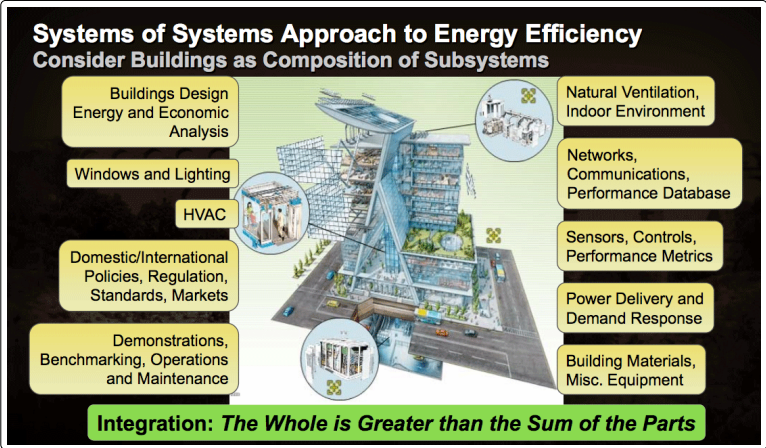 Systems of Systems Approach to Energy Efficiency
Consider Buildings as Composition of Subsystems
Buildings Design
Energy and Economic
Analysis
Windows and Lighting
HVAC
Domestic/International
Policies, Regulation,
Standards, Markets
Demonstrations,
Benchmarking, Operations
and Maintenance
Natural Ventilation,
Indoor Environment
Networks,
Communications,
Performance Database
Sensors, Controls,
Performance Metrics
Power Delivery and
Demand Response
Building Materials,
Misc. Equipment
Integration: The Whole is Greater than the Sum of the Parts